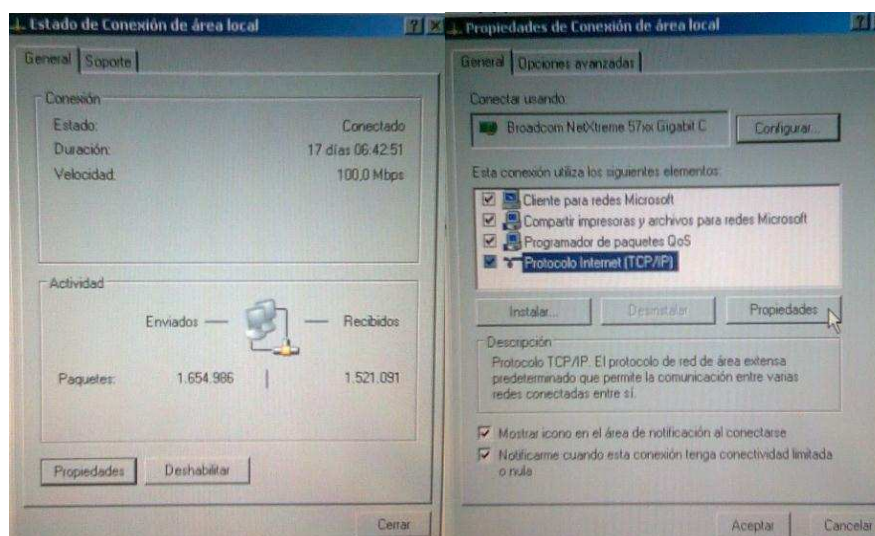 Estado de Conexión de área local
General Soporte
Conexión
Estado: Conectado
Duración: 17 días 06:42:51
Velocidad: 100,0 Mbps
Actividad
Enviados — — Recibidos
Paquetes: 1.654.986 | 1.521.091
Propiedades Deshabilitar
Cerrar
Propiedades de Conexión de área local
General Opciones avanzadas
Conectar usando:
Broadcom NetXtreme 57xx Gigabit C Configurar...
Esta conexión utiliza los siguientes elementos:
Cliente para redes Microsoft
Compartir impresoras y archivos para redes Microsoft
Programador de paquetes QoS
Protocolo Internet (TCP/IP)
Instalar... Desinstalar Propiedades
Descripción
Protocolo TCP/IP. El protocolo de red de área extensa
predeterminado que permite la comunicación entre varias
redes conectadas entre sí.
Mostrar icono en el área de notificación al conectarse
Notificarme cuando esta conexión tenga conectividad limitada
o nula
Aceptar Cancelar